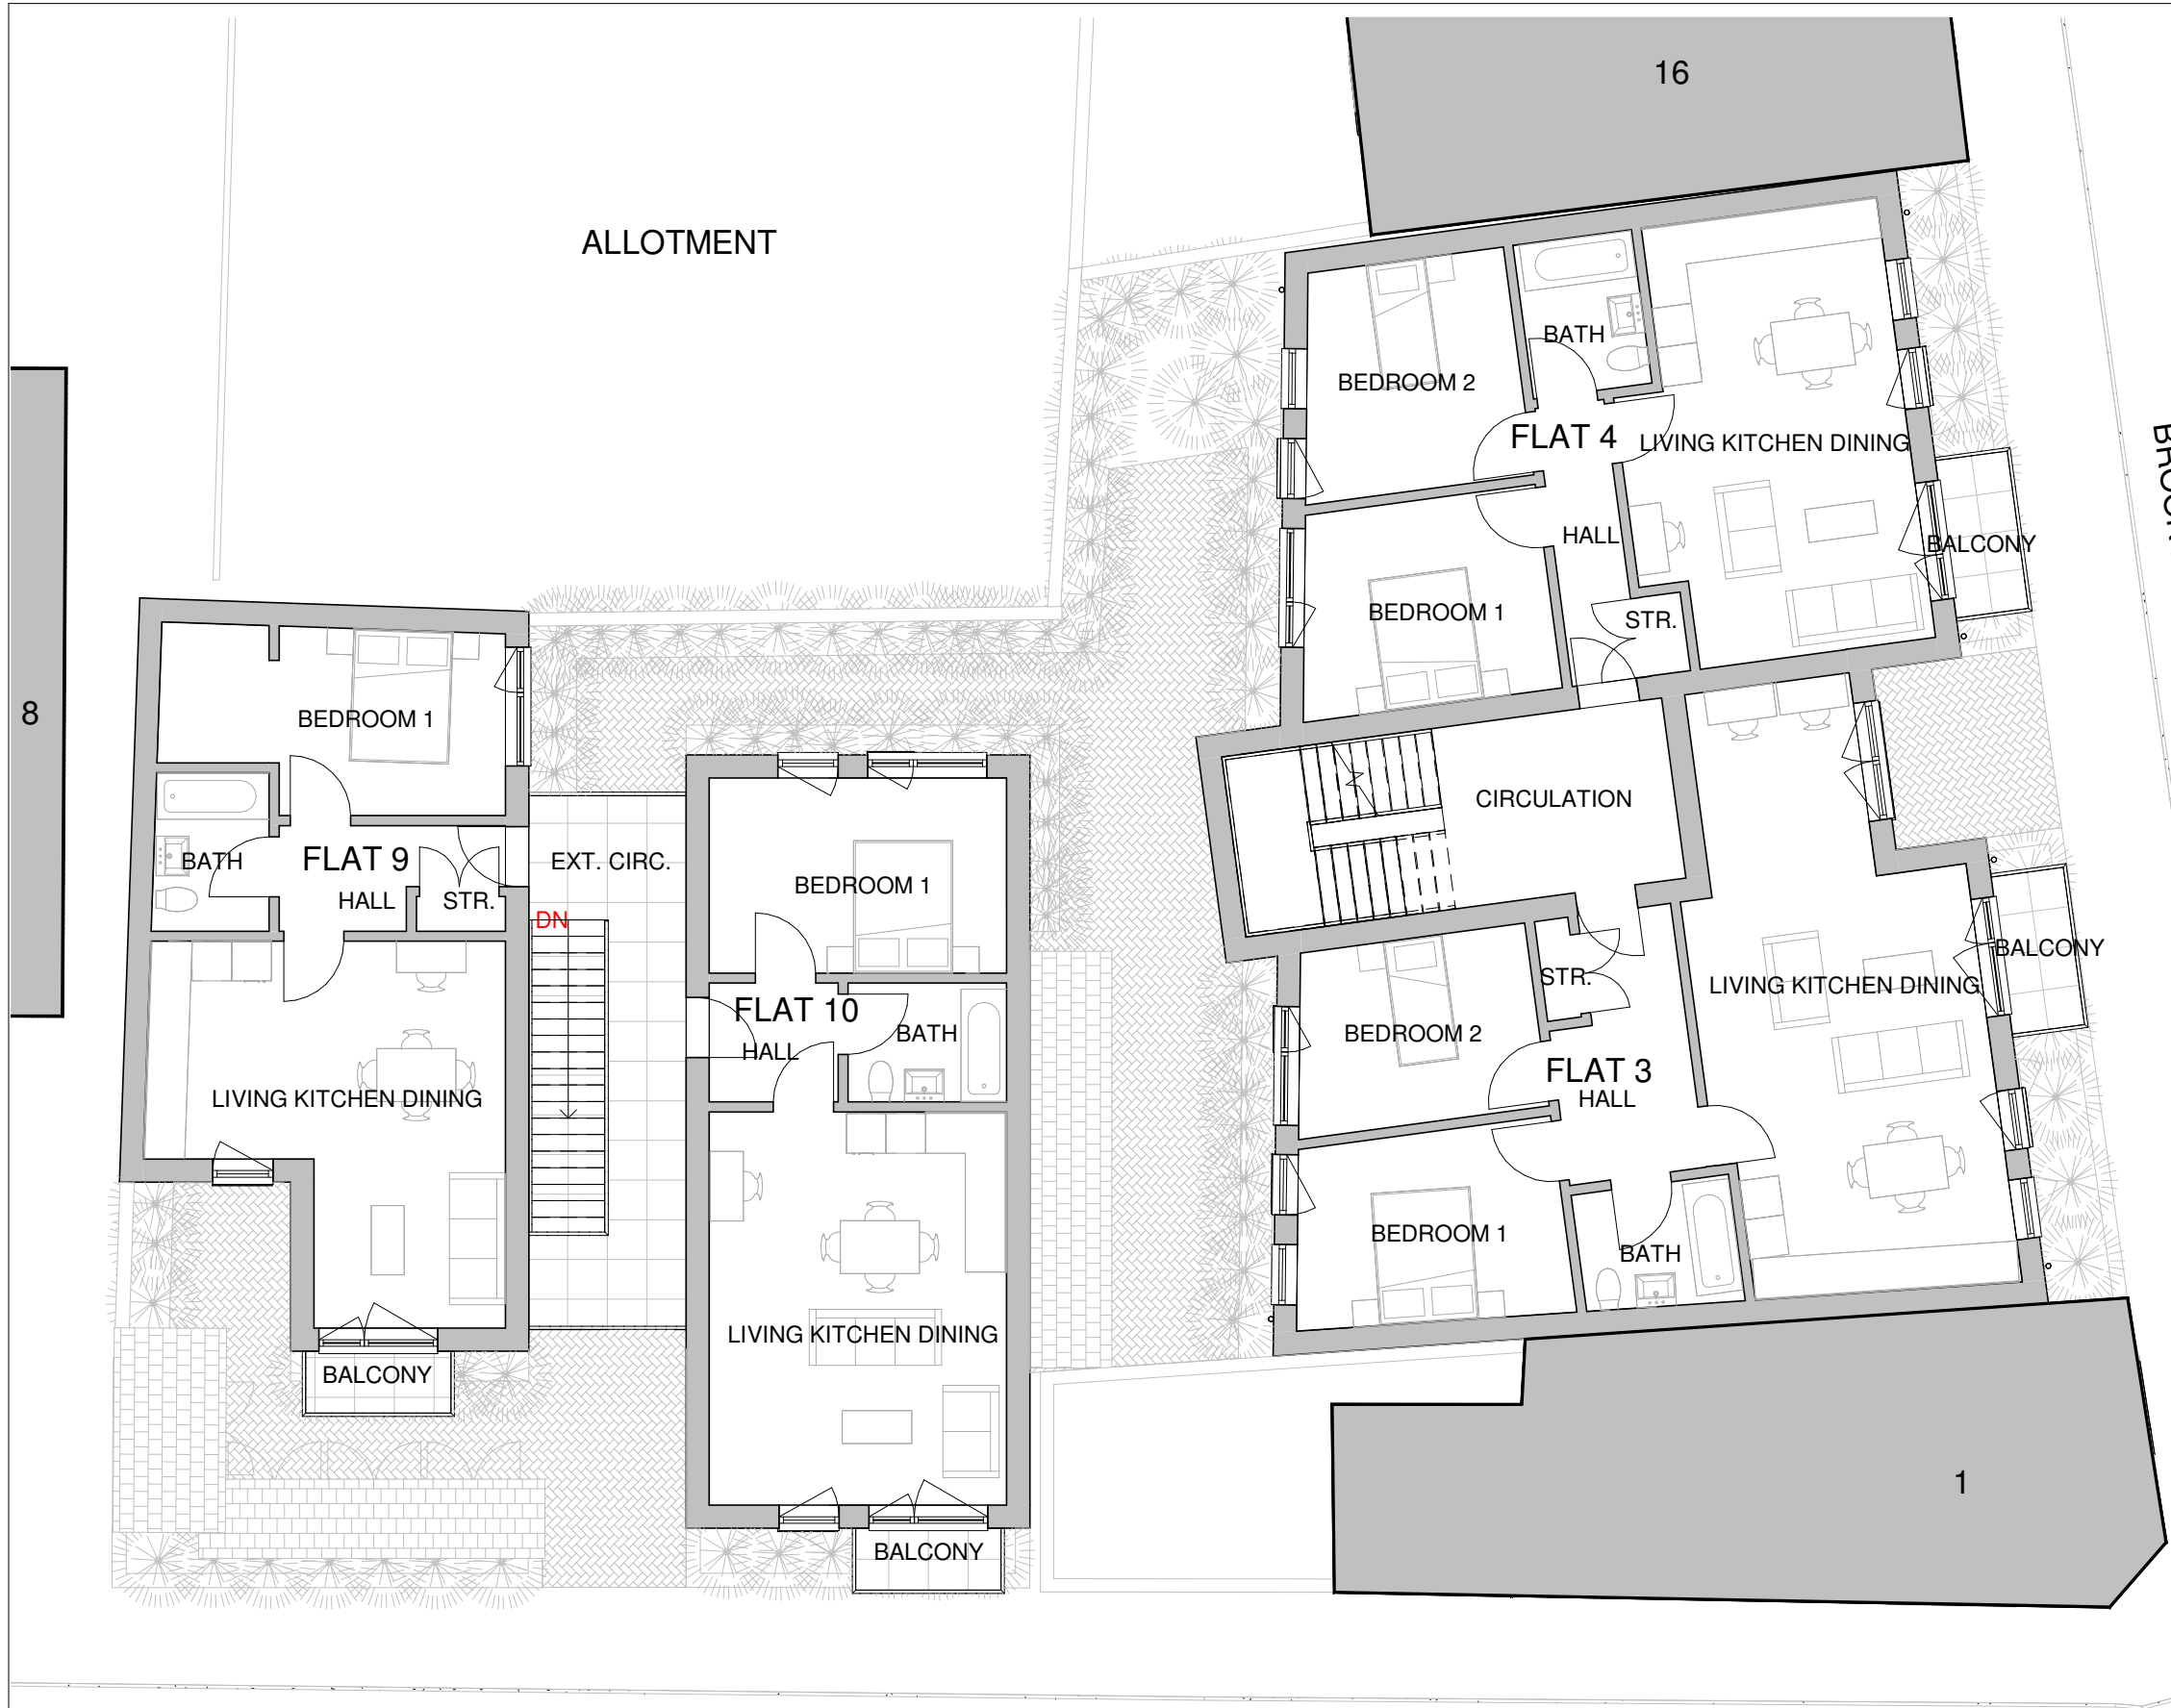 16
ALLOTMENT
BATH
BEDROOM 2
FLAT 4
LIVING KITCHEN DINING
HALL
BALCONY
BEDROOM 1
STR.
8
BEDROOM 1
CIRCULATION
BATH
FLAT 9
HALL
STR.
EXT. CIRC.
DN
BEDROOM 1
BALCONY
STR.
LIVING KITCHEN DINING
FLAT 10
HALL
BATH
BEDROOM 2
FLAT 3
HALL
LIVING KITCHEN DINING
BEDROOM 1
BATH
LIVING KITCHEN DINING
BALCONY
1
BALCONY